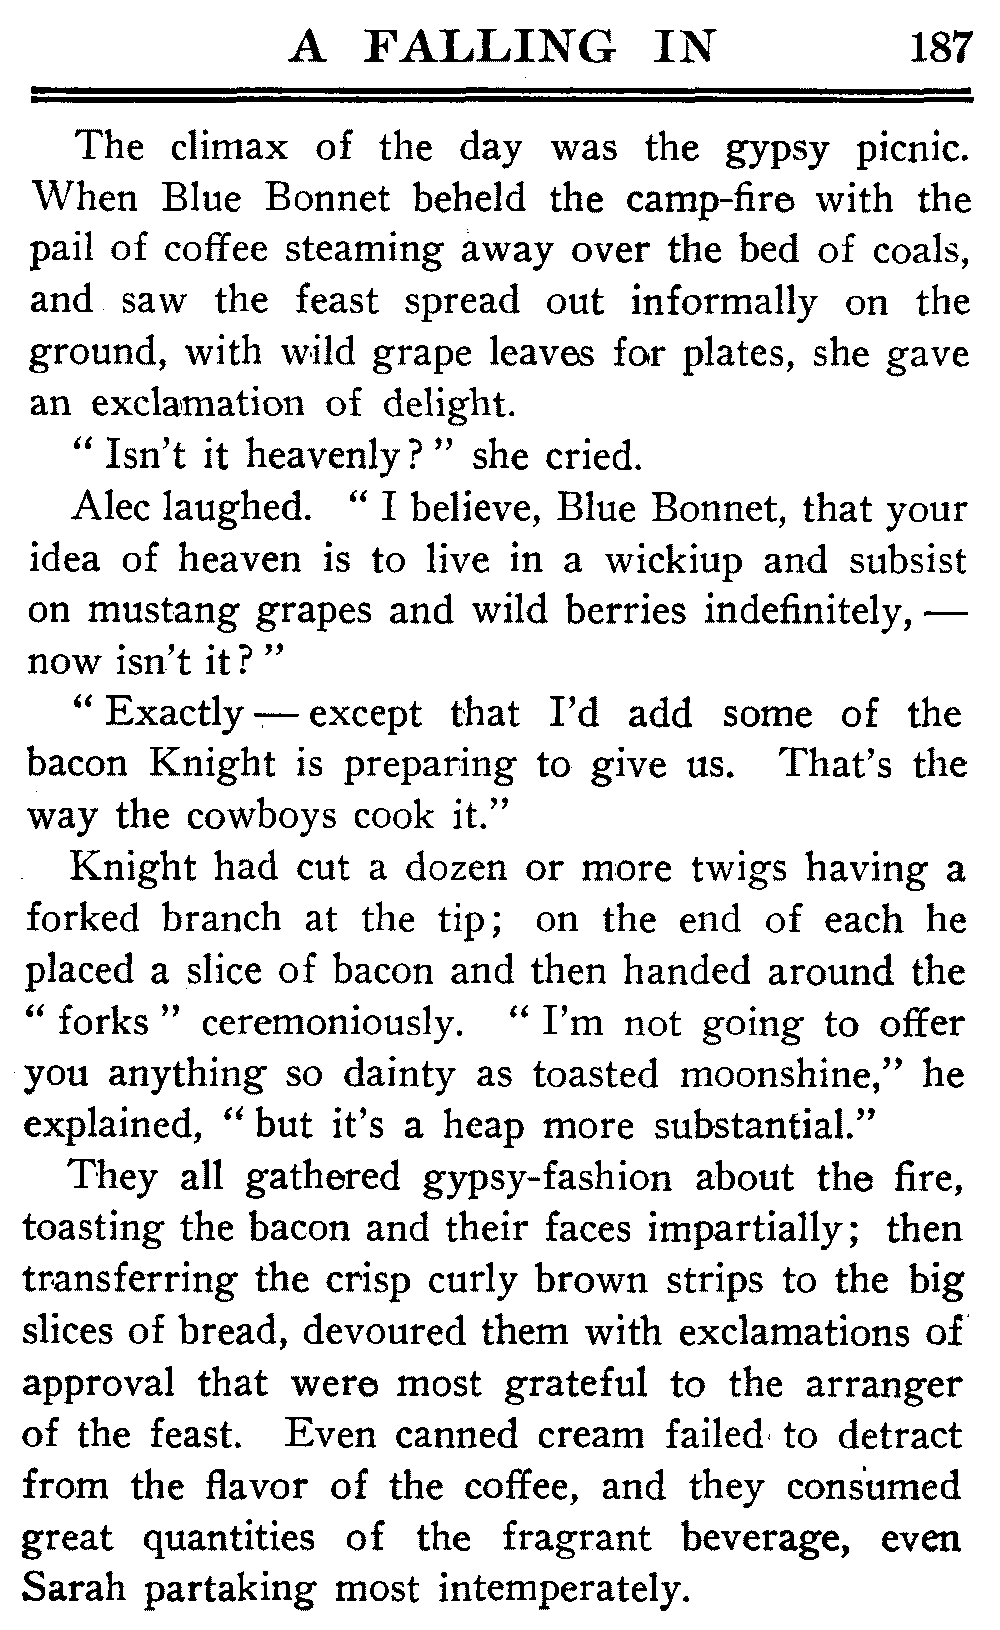 A FALLING IN 187
The climax of the day was the gypsy picnic.
When Blue Bonnet beheld the camp-fire with the
pail of coffee steaming away over the bed of coals,
and saw the feast spread out informally on the
ground, with wild grape leaves for plates, she gave
an exclamation of delight.
“ Isn't it heavenly? ” she cried.
Alec laughed. “ I believe, Blue Bonnet, that your
idea of heaven is to live in a wickiup and subsist
on mustang grapes and wild berries indefinitely, —
now isn't it? ”
“ Exactly — except that I'd add some of the
bacon Knight is preparing to give us. That's the
way the cowboys cook it.”
Knight had cut a dozen or more twigs having a
forked branch at the tip; on the end of each he
placed a slice of bacon and then handed around the
“ forks ” ceremoniously. “ I'm not going to offer
you anything so dainty as toasted moonshine,” he
explained, “ but it's a heap more substantial.”
They all gathered gypsy-fashion about the fire,
toasting the bacon and their faces impartially; then
transferring the crisp curly brown strips to the big
slices of bread, devoured them with exclamations of
approval that were most grateful to the arranger
of the feast. Even canned cream failed to detract
from the flavor of the coffee, and they consumed
great quantities of the fragrant beverage, even
Sarah partaking most intemperately.